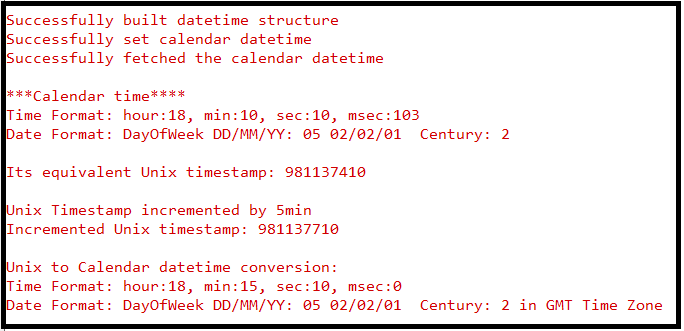 Successfully built datetime structure
Successfully set calendar datetime
Successfully fetched the calendar datetime
***Calendar time****
Time Format: hour:18, min:10, sec:10, msec:103
Date Format: DayOfWeek DD/MM/YY: 05 02/02/01  Century: 2
Its equivalent Unix timestamp: 981137410
Unix Timestamp incremented by 5min
Incremented Unix timestamp: 981137710
Unix to Calendar datetime conversion:
Time Format: hour:18, min:15, sec:10, msec:0
Date Format: DayOfWeek DD/MM/YY: 05 02/02/01  Century: 2 in GMT Time Zone